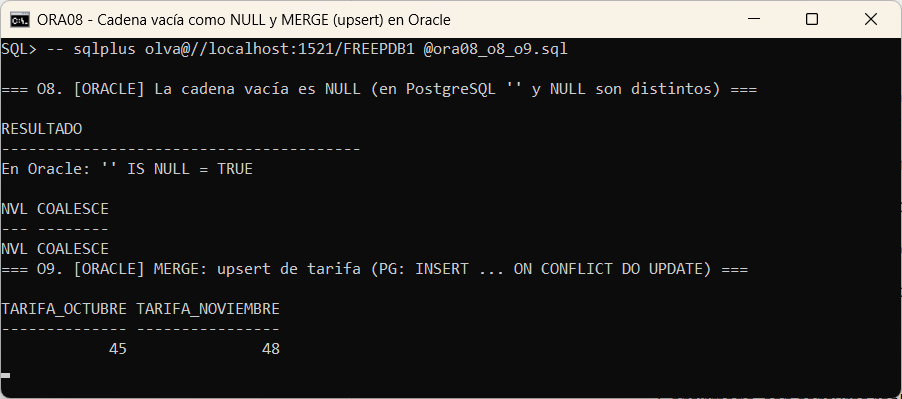 ORA08 - Cadena vacía como NULL y MERGE (upsert) en Oracle
SQL> -- sqlplus olva@//localhost:1521/FREEPDB1 @ora08_o8_o9.sql
=== O8. [ORACLE] La cadena vacía es NULL (en PostgreSQL '' y NULL son distintos) ===
RESULTADO
----------------------------------------
En Oracle: '' IS NULL = TRUE
NVL COALESCE
--- --------
NVL COALESCE
=== O9. [ORACLE] MERGE: upsert de tarifa (PG: INSERT ... ON CONFLICT DO UPDATE) ===
TARIFA_OCTUBRE TARIFA_NOVIEMBRE
-------------- ----------------
45 48